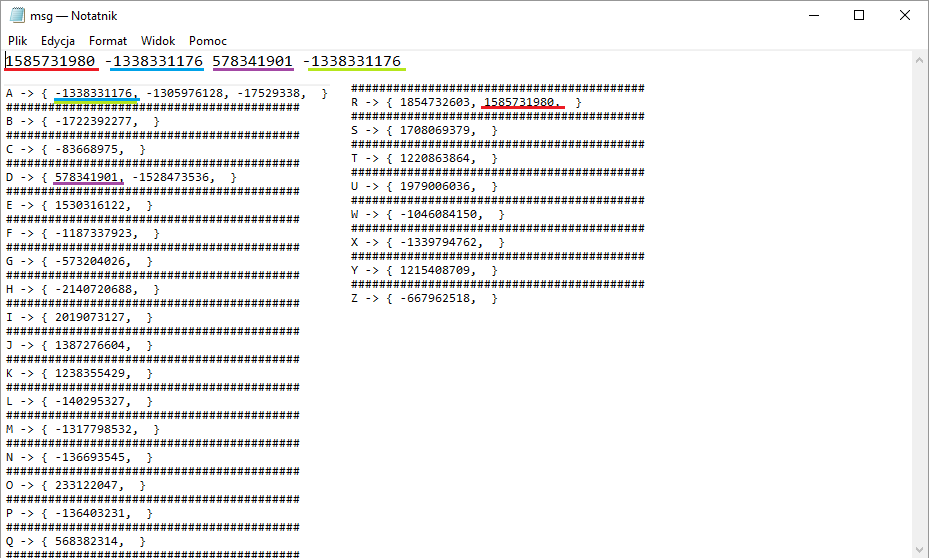 msg — Notatnik
Plik Edycja Format Widok Pomoc
1585731980 -1338331176 578341901 -1338331176
A -> { -1338331176, -1305976128, -17529338,  }
##########################################
B -> { -1722392277,  }
##########################################
C -> { -83668975,  }
##########################################
D -> { 578341901, -1528473536,  }
##########################################
E -> { 1530316122,  }
##########################################
F -> { -1187337923,  }
##########################################
G -> { -573204026,  }
##########################################
H -> { -2140720688,  }
##########################################
I -> { 2019073127,  }
##########################################
J -> { 1387276604,  }
##########################################
K -> { 1238355429,  }
##########################################
L -> { -140295327,  }
##########################################
M -> { -1317798532,  }
##########################################
N -> { -136693545,  }
##########################################
O -> { 233122047,  }
##########################################
P -> { -136403231,  }
##########################################
Q -> { 568382314,  }
##########################################
##########################################
R -> { 1854732603, 1585731980,  }
##########################################
S -> { 1708069379,  }
##########################################
T -> { 1220863864,  }
##########################################
U -> { 1979006036,  }
##########################################
W -> { -1046084150,  }
##########################################
X -> { -1339794762,  }
##########################################
Y -> { 1215408709,  }
##########################################
Z -> { -667962518,  }